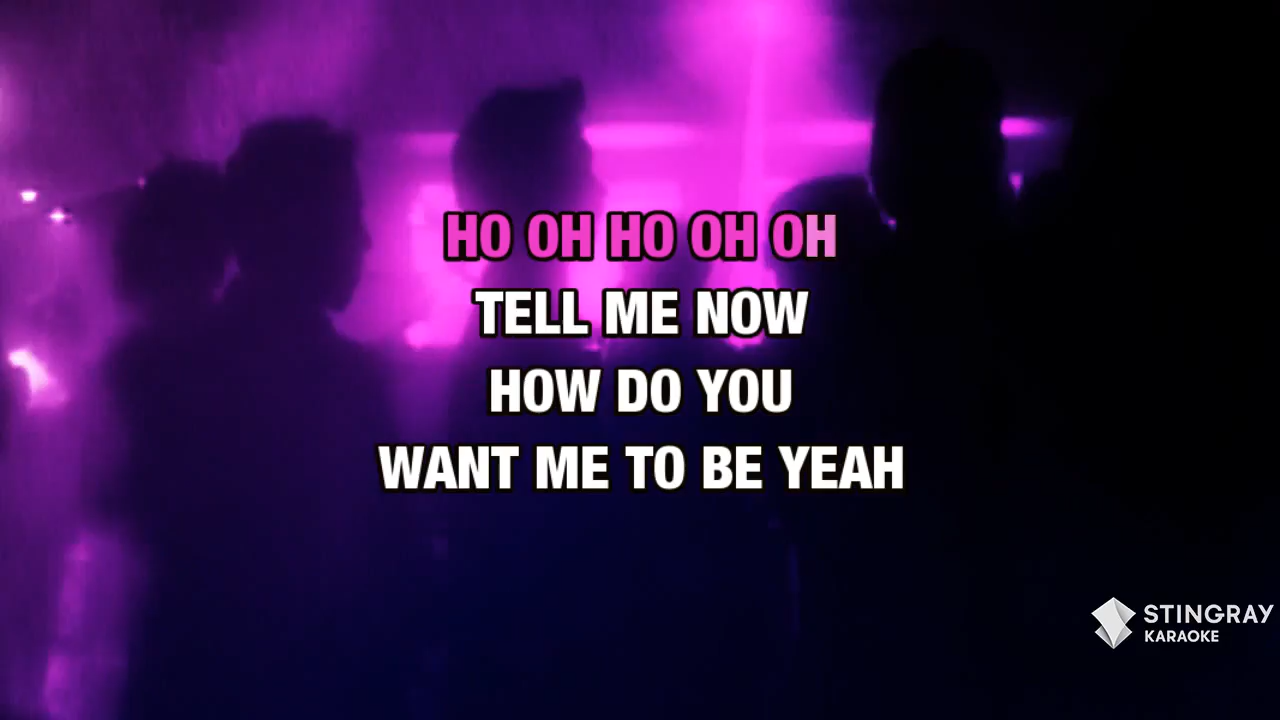 HO OH HO OH OH
TELL ME NOW
HOW DO YOU
WANT ME TO BE YEAH
STINGRAY
KARAOKE